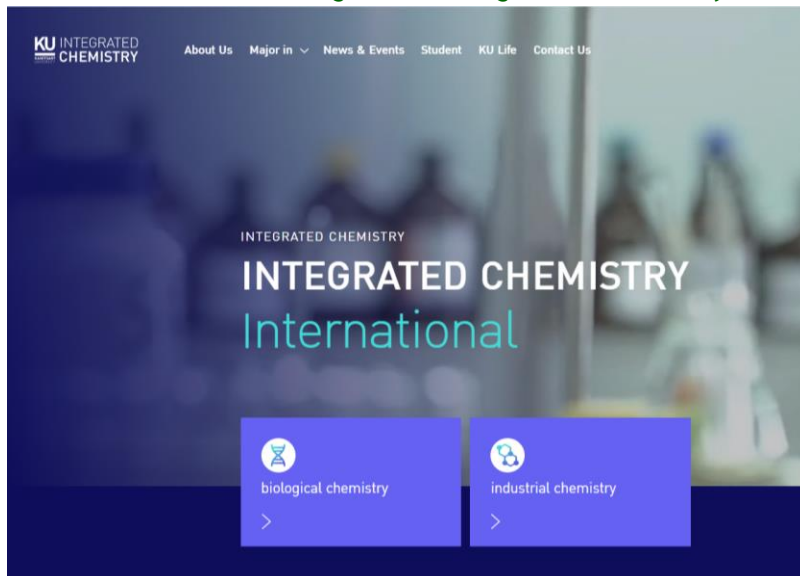 KU INTEGRATED
CHEMISTRY
About Us Major in News & Events Student KU Life Contact Us
INTEGRATED CHEMISTRY
INTEGRATED CHEMISTRY
International
biological chemistry
industrial chemistry